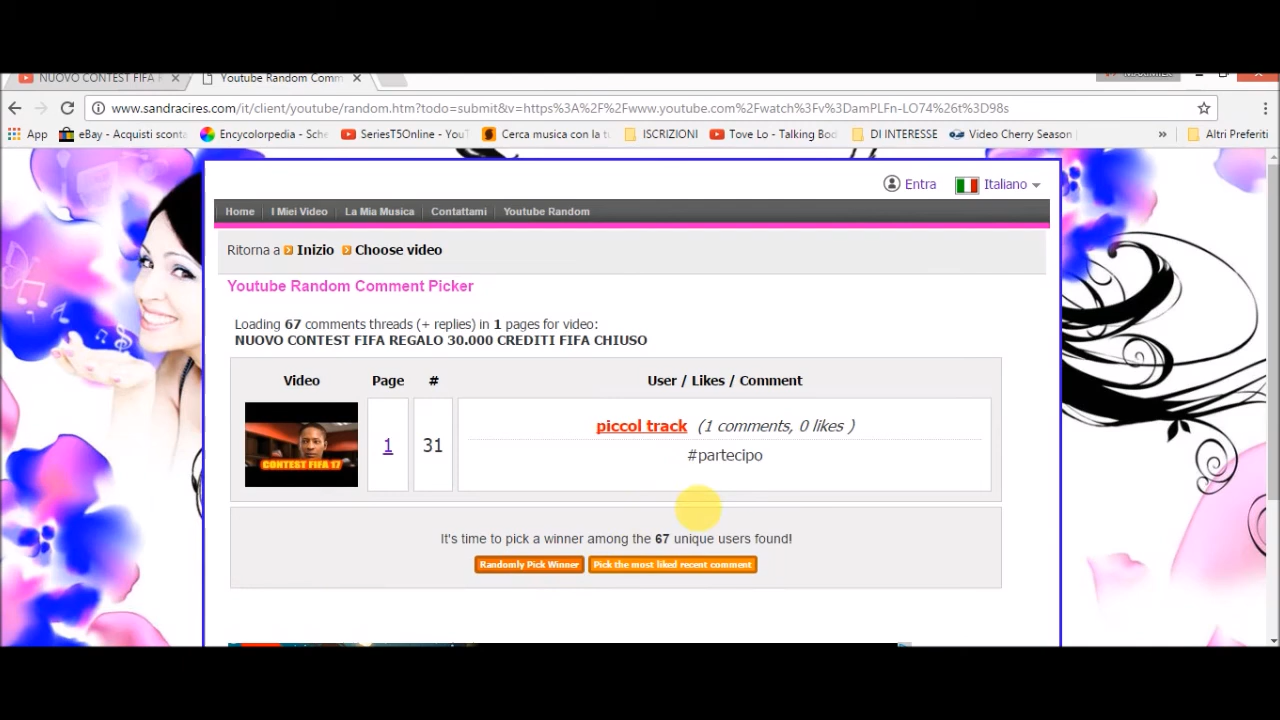 NUOVO CONTEST FIFA R
Youtube Random Comm
www.sandracires.com/it/client/youtube/random.htm?todo=submit&v=https%3A%2F%2Fwww.youtube.com%2Fwatch%3Fv%3DamPLFn-LO74%26t%3D98s
App
eBay - Acquisti sconta
Encycolorpedia - Sche
SeriesT5Online - YouT
Cerca musica con la tu
ISCRIZIONI
Tove Lo - Talking Bod
DI INTERESSE
Video Cherry Season
»
Altri Preferiti
Entra
Italiano
Home
I Miei Video
La Mia Musica
Contattami
Youtube Random
Ritorna a Inizio Choose video
Youtube Random Comment Picker
Loading 67 comments threads (+ replies) in 1 pages for video:
NUOVO CONTEST FIFA REGALO 30.000 CREDITI FIFA CHIUSO
Video Page # User / Likes / Comment
CONTEST FIFA 17
1
31
piccol track (1 comments, 0 likes )
#partecipo
It's time to pick a winner among the 67 unique users found!
Randomly Pick Winner
Pick the most liked recent comment